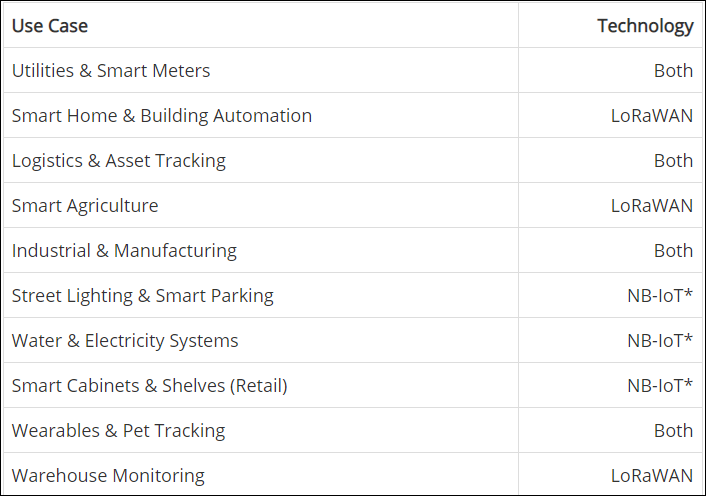 Use Case Technology
Utilities & Smart Meters Both
Smart Home & Building Automation LoRaWAN
Logistics & Asset Tracking Both
Smart Agriculture LoRaWAN
Industrial & Manufacturing Both
Street Lighting & Smart Parking NB-IoT*
Water & Electricity Systems NB-IoT*
Smart Cabinets & Shelves (Retail) NB-IoT*
Wearables & Pet Tracking Both
Warehouse Monitoring LoRaWAN